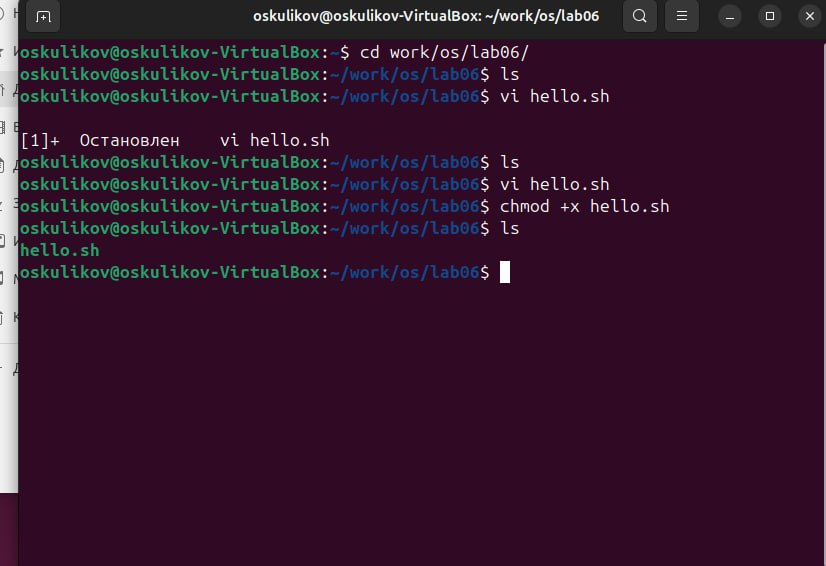 oskulikov@oskulikov-VirtualBox: ~/work/os/lab06
oskulikov@oskulikov-VirtualBox:~$ cd work/os/lab06/
oskulikov@oskulikov-VirtualBox:~/work/os/lab06$ ls
oskulikov@oskulikov-VirtualBox:~/work/os/lab06$ vi hello.sh
[1]+  Остановлен    vi hello.sh
oskulikov@oskulikov-VirtualBox:~/work/os/lab06$ ls
oskulikov@oskulikov-VirtualBox:~/work/os/lab06$ vi hello.sh
oskulikov@oskulikov-VirtualBox:~/work/os/lab06$ chmod +x hello.sh
oskulikov@oskulikov-VirtualBox:~/work/os/lab06$ ls
hello.sh
oskulikov@oskulikov-VirtualBox:~/work/os/lab06$